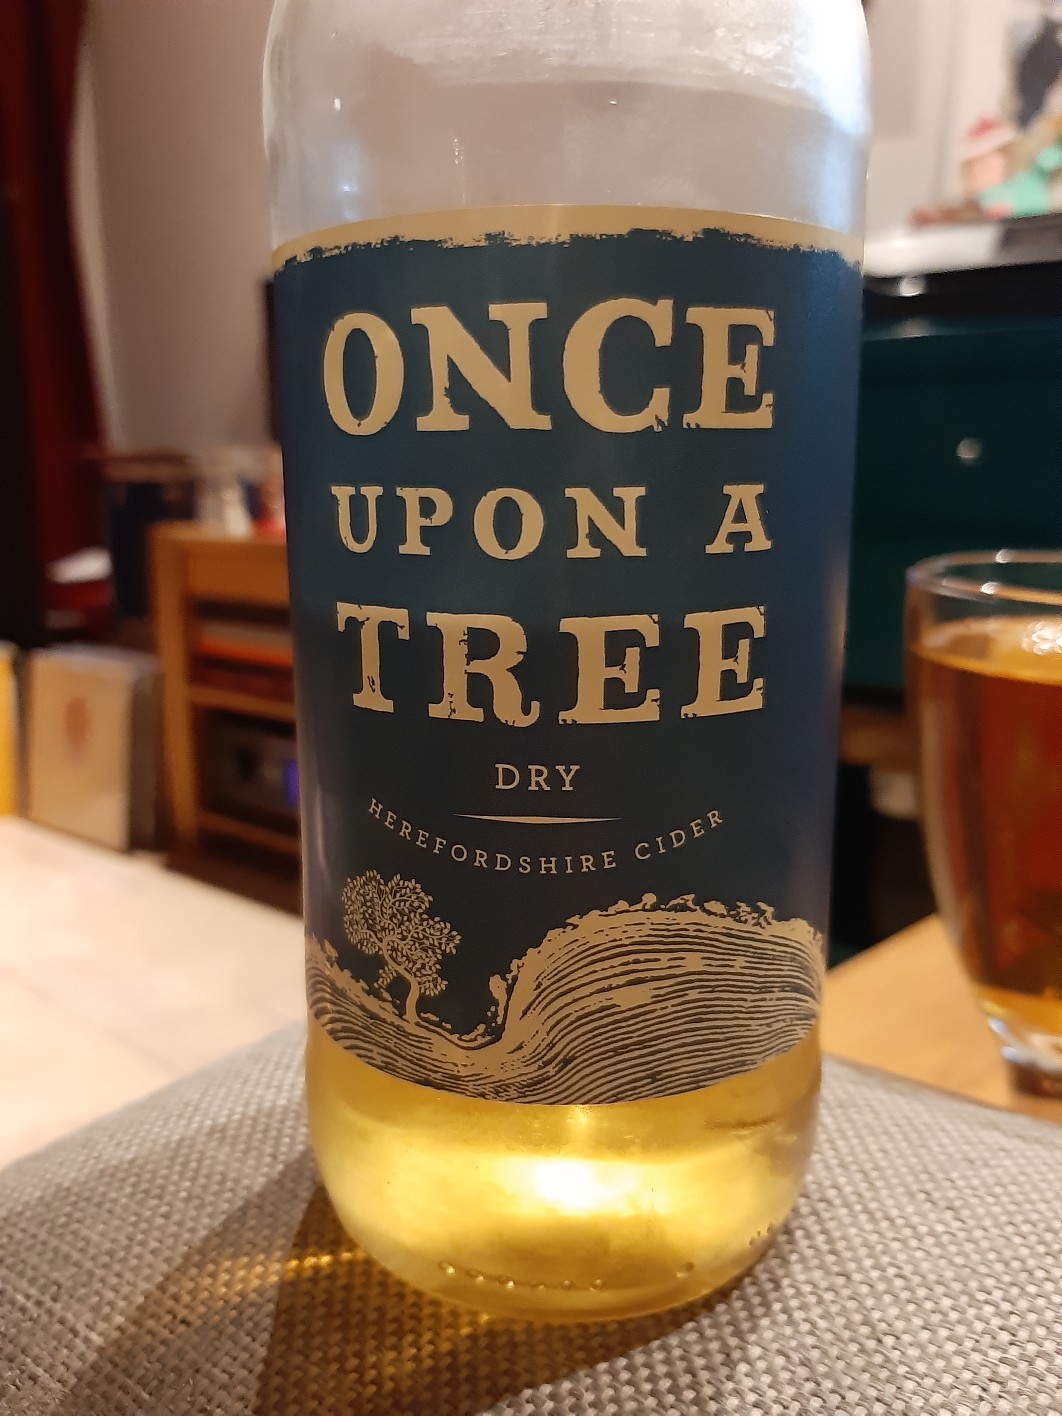 ONCE
UPON A
TREE
DRY
HEREFORDSHIRE CIDER